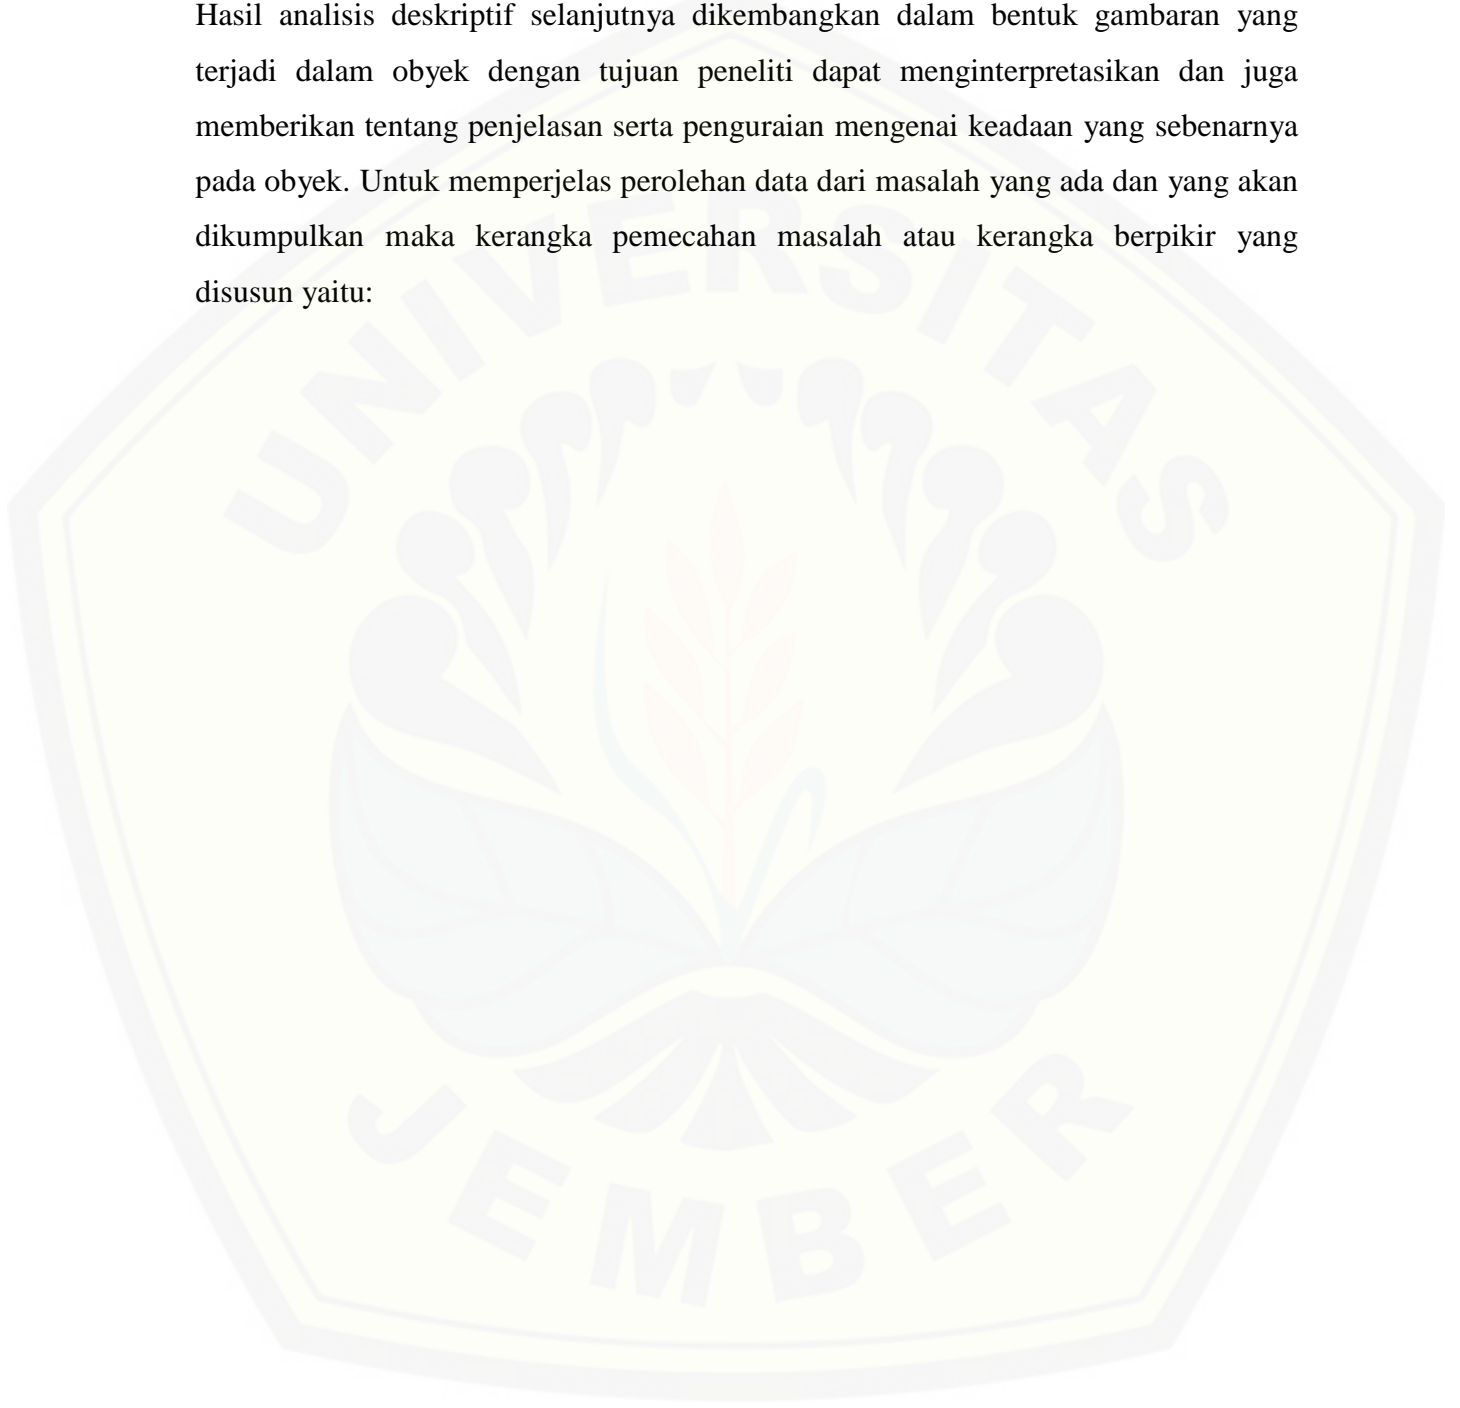 Hasil analisis deskriptif selanjutnya dikembangkan dalam bentuk gambaran yang
terjadi dalam obyek dengan tujuan peneliti dapat menginterpretasikan dan juga
memberikan tentang penjelasan serta penguraian mengenai keadaan yang sebenarnya
pada obyek. Untuk memperjelas perolehan data dari masalah yang ada dan yang akan
dikumpulkan maka kerangka pemecahan masalah atau kerangka berpikir yang
disusun yaitu:
UNIVERSITAS
JEMBER